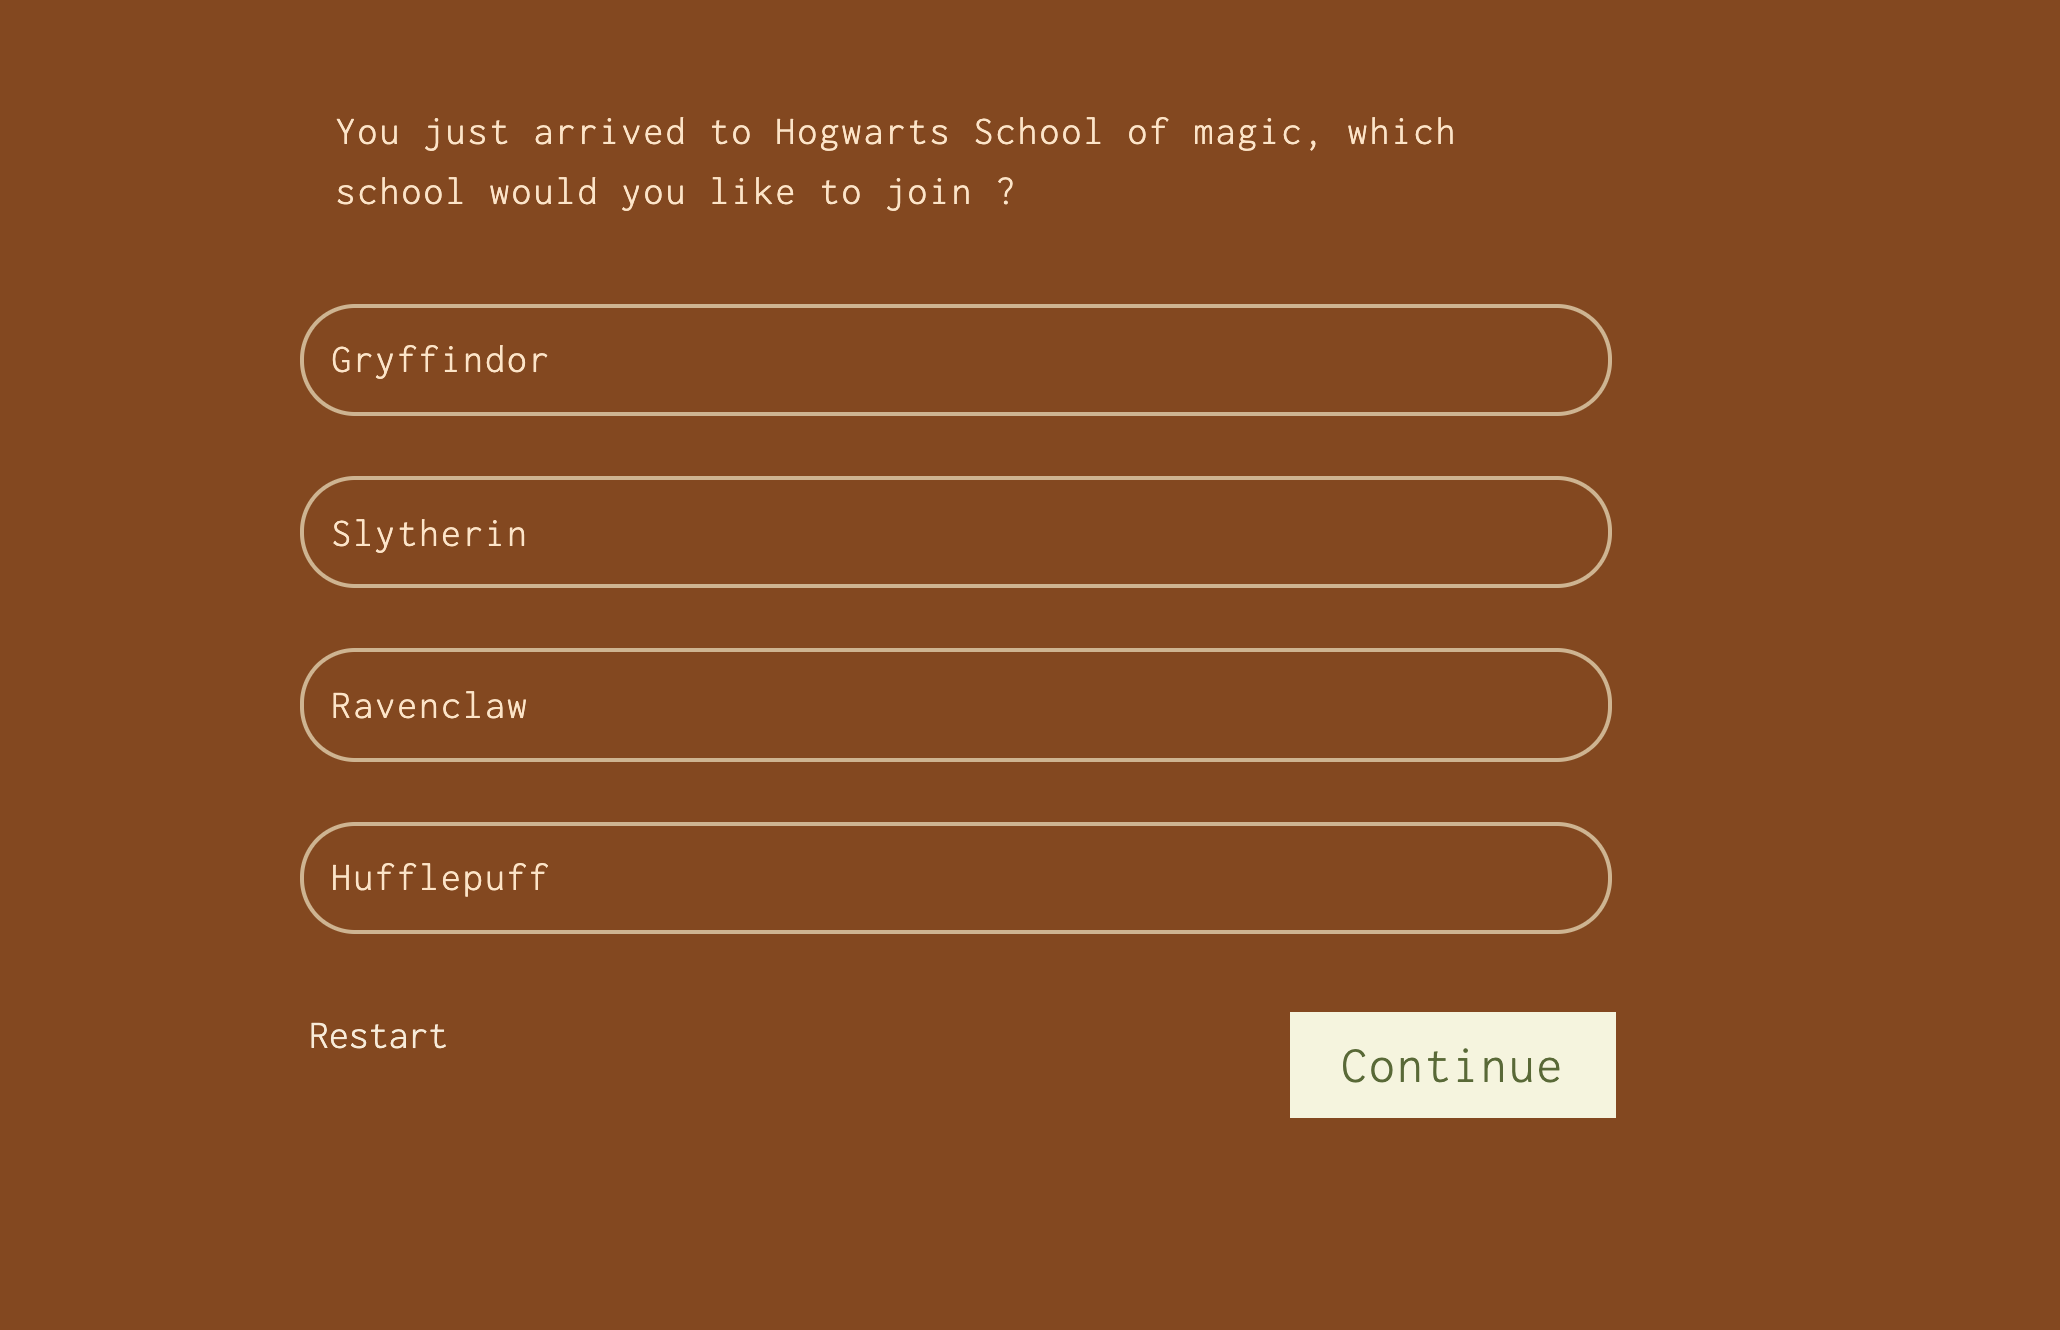 You just arrived to Hogwarts School of magic, which
school would you like to join ?
Gryffindor
Slytherin
Ravenclaw
Hufflepuff
Restart
Continue